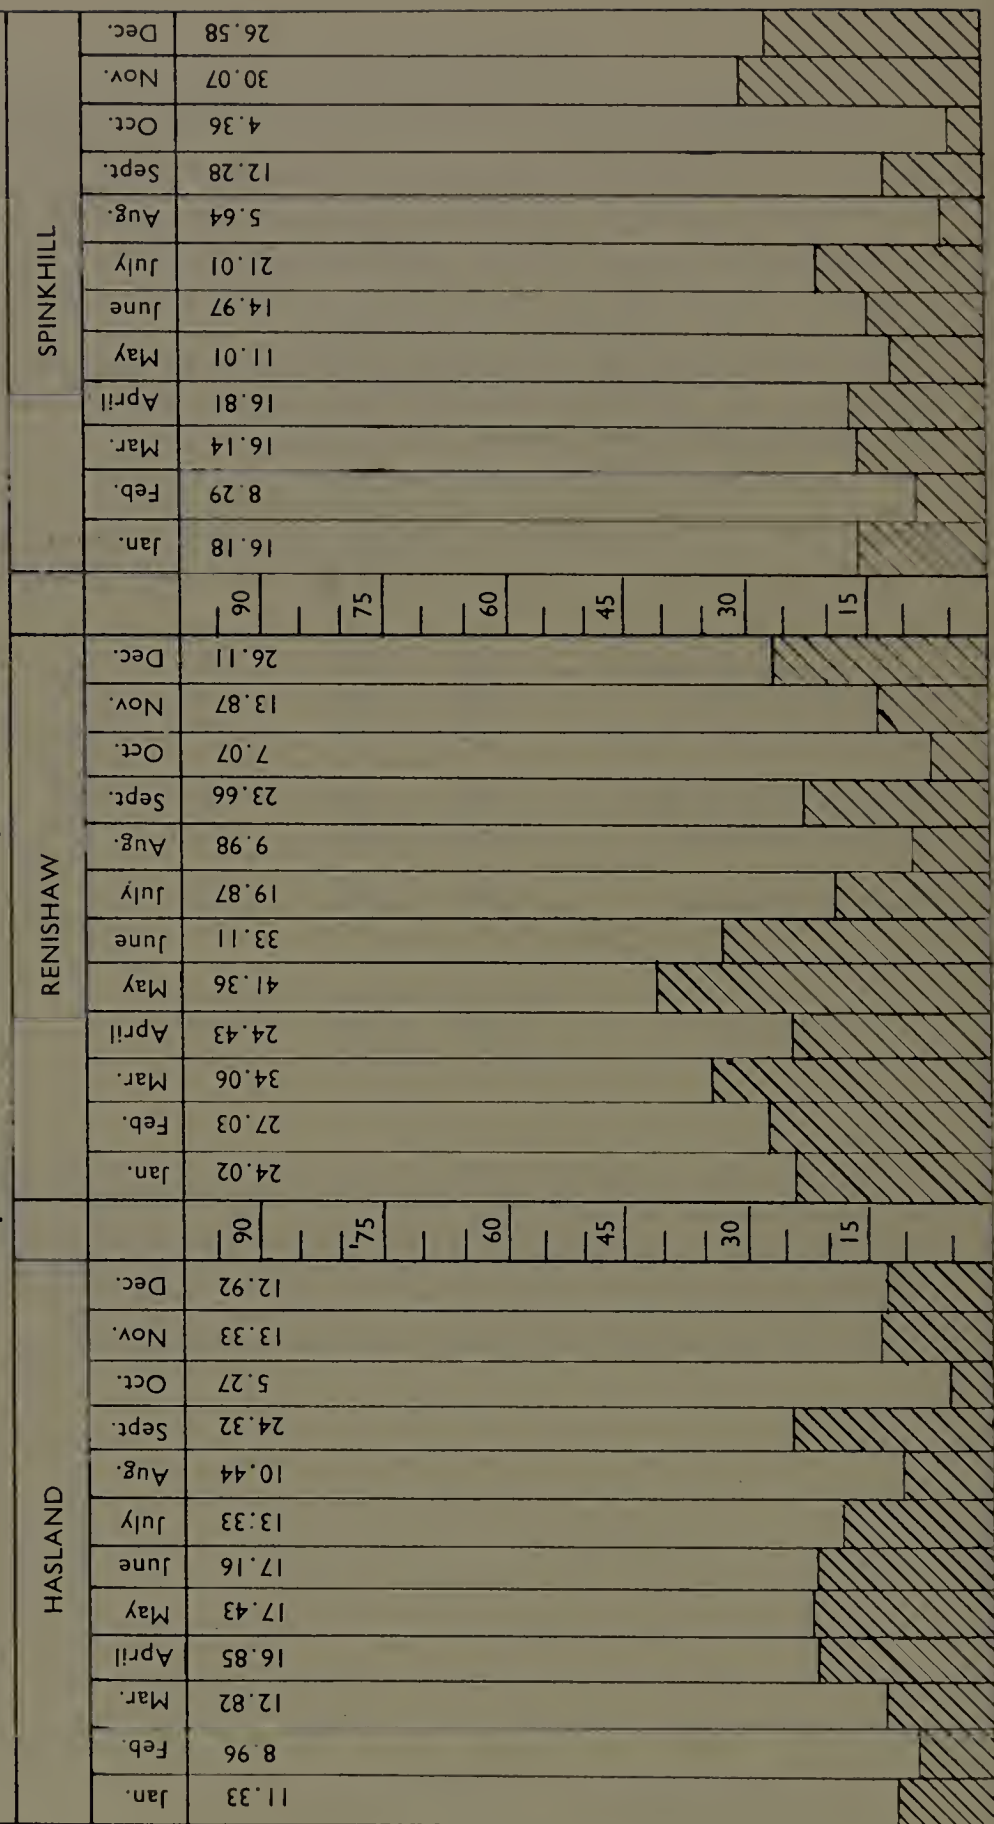 HASLAND
Jan. 11.33
Feb. 8.96
Mar. 12.82
April 16.85
May 17.43
June 17.16
July 13:33
Aug. 10.44
Sept. 24.32
Oct. 5.27
Nov. 13.33
Dec. 12.92
90
75
60
45
30
15
RENISHAW
Jan. 24.02
Feb. 27.03
Mar. 34.06
April 24.43
May 41.36
June 33.11
July 19.87
Aug. 9.98
Sept. 23.66
Oct. 7.07
Nov. 13.87
Dec. 26.11
90
75
60
45
30
15
SPINKHILL
Jan. 16.18
Feb. 8.29
Mar. 16.14
April 16.81
May 11.01
June 14.97
July 21.01
Aug. 5.64
Sept. 12.28
Oct. 4.36
Nov. 30.07
Dec. 26.58